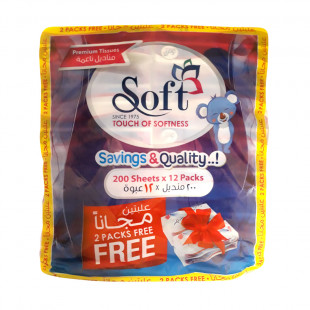 2 PACKS FREE
Premium Tissues
مناديل ناعمة
Soft
SINCE 1975
TOUCH OF SOFTNESS
Savings & Quality..!
200 Sheets x 12 Packs
٢٠٠ منديل x ١٢ عبوة
علبتين
مجاناً
2 PACKS FREE
FREE